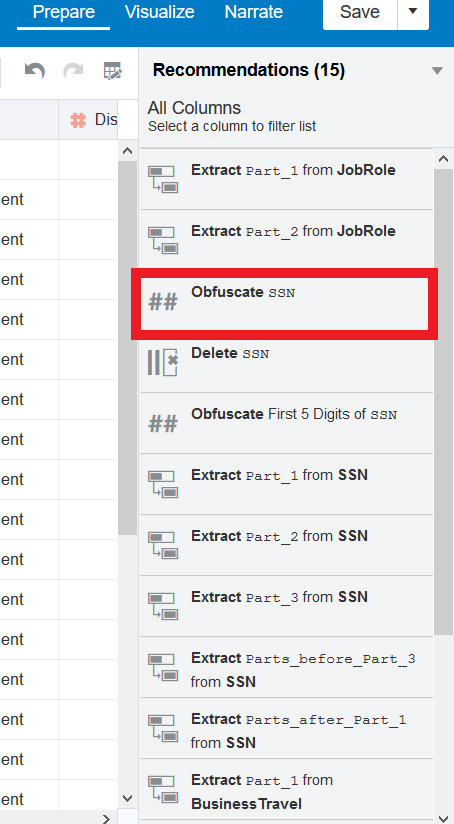 Prepare Visualize Narrate Save
Recommendations (15)
All Columns
Select a column to filter list
# Dis
Extract Part_1 from JobRole
ent
Extract Part_2 from JobRole
ent
ent
## Obfuscate SSN
ent
Delete SSN
ent
ent
## Obfuscate First 5 Digits of SSN
ent
Extract Part_1 from SSN
ent
ent
Extract Part_2 from SSN
ent
Extract Part_3 from SSN
ent
ent
Extract Parts_before_Part_3
from SSN
ent
Extract Parts_after_Part_1
ent
from SSN
ent
Extract Part_1 from
BusinessTravel
ent